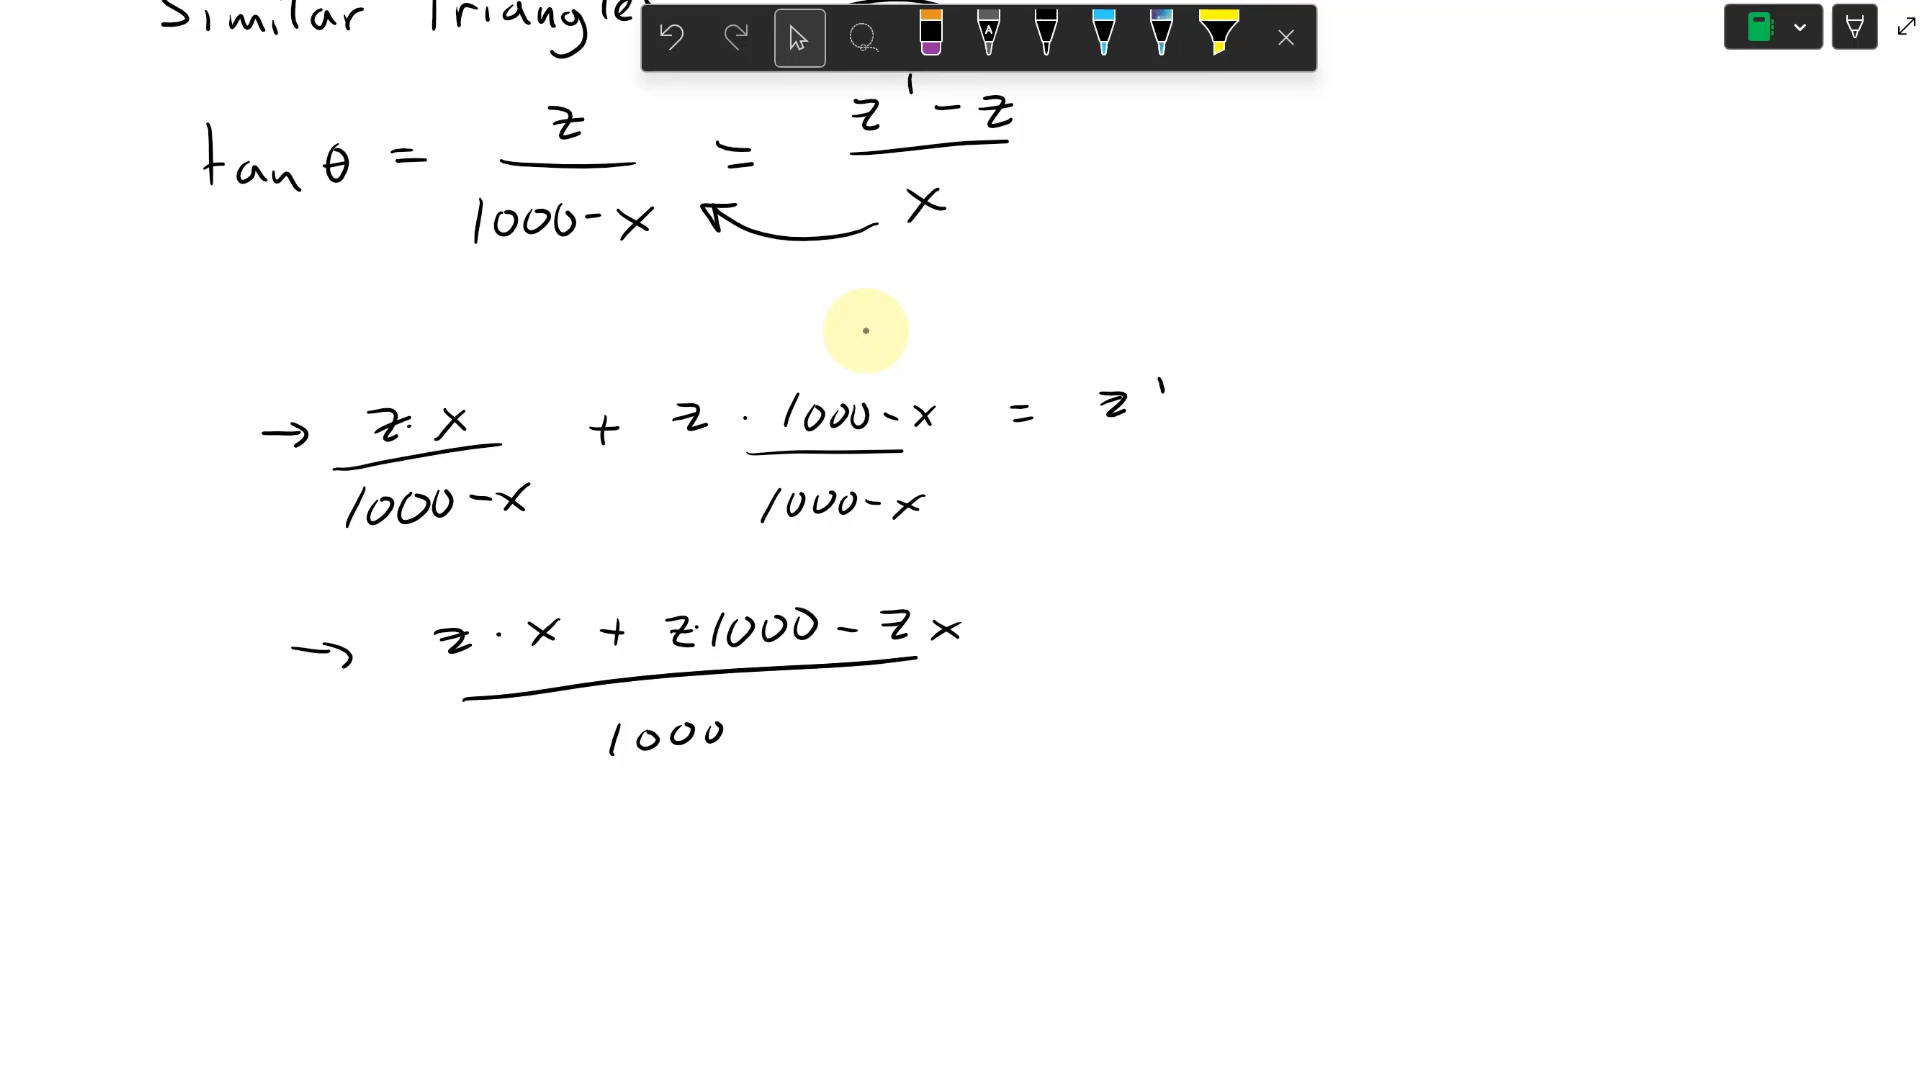 Similar Triangle
tan θ = z / 1000 - x = z' - z / x
→ z · x / 1000 - x + z · 1000 - x / 1000 - x = z'
→ z · x + z · 1000 - z x / 1000